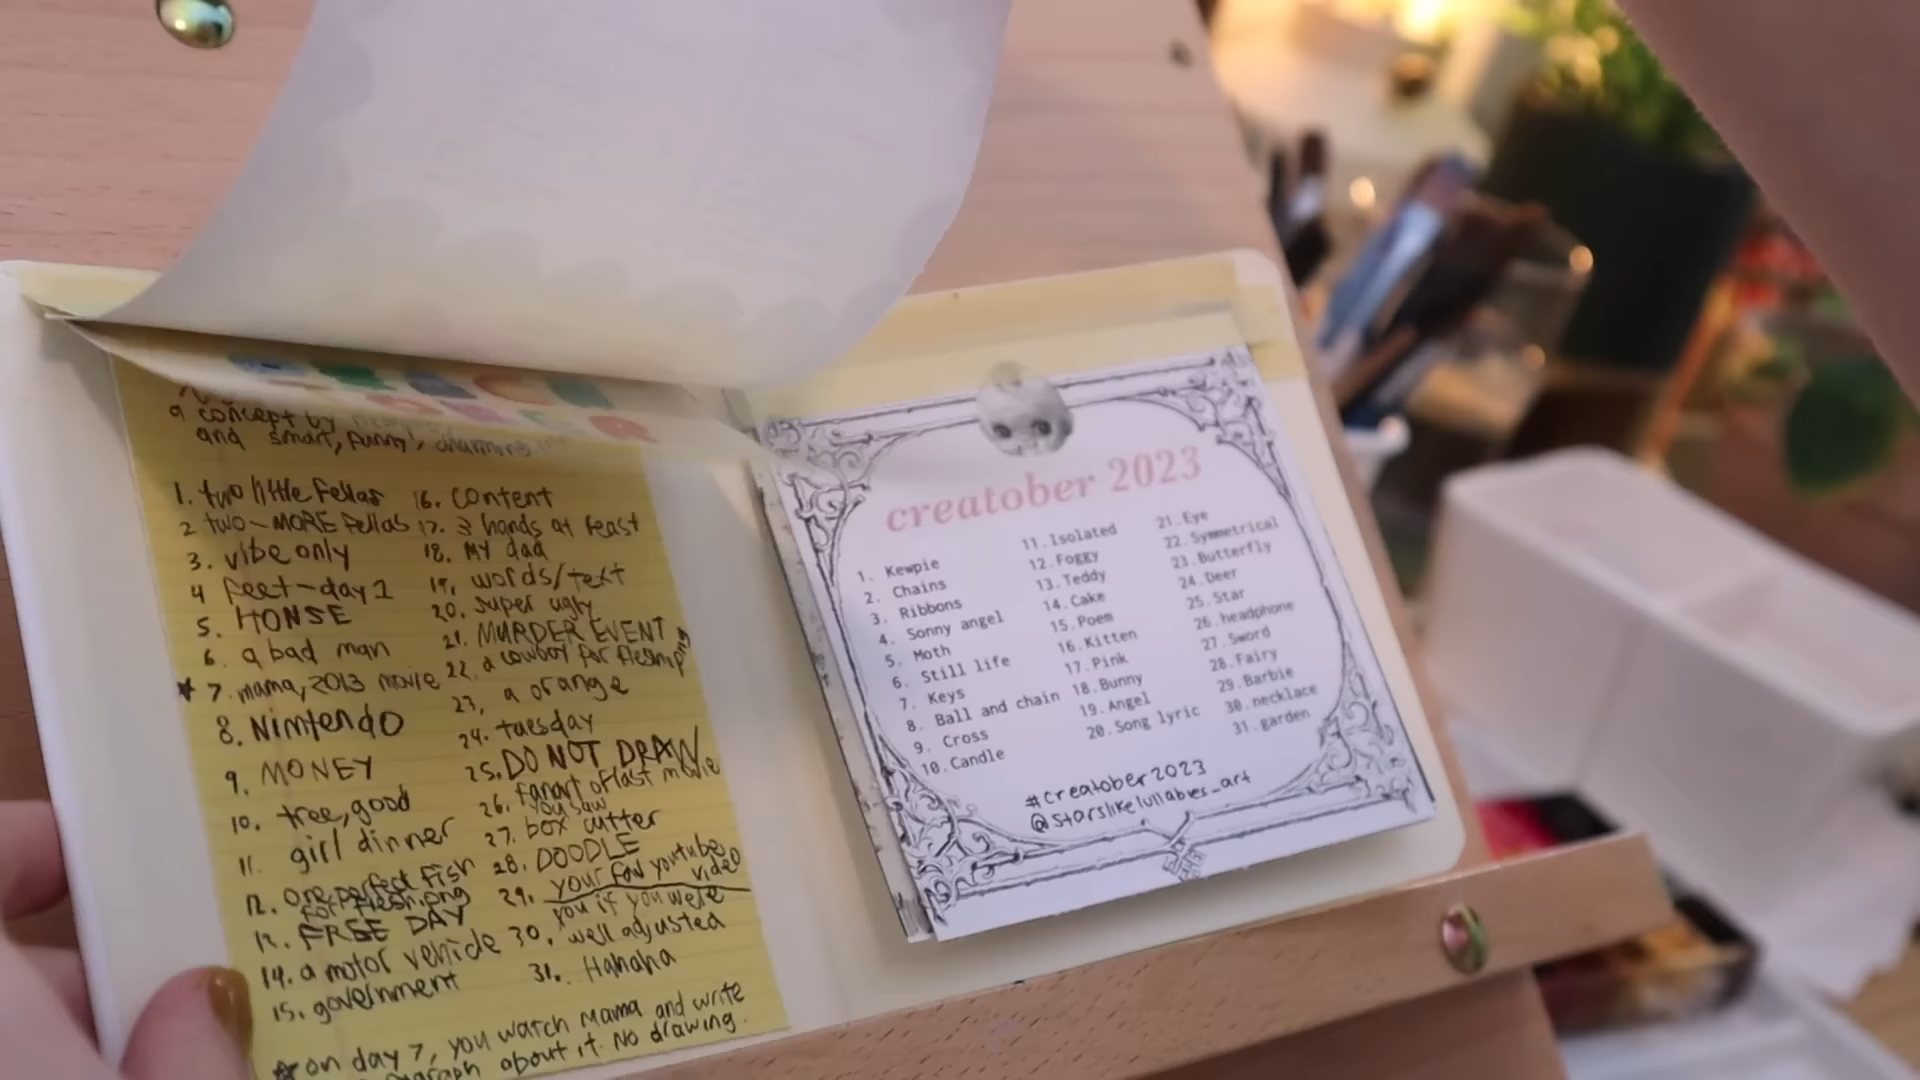 a concept by
and smart, funny, charming
1. two little fellas
2 two-MORE fellas
3. vibe only
4 feet-day 1
5. HONSE
6. a bad man
★ 7. mama, 2013 movie
8. Nintendo
9. MONEY
10. tree, good
11. girl dinner
12. one perfect fish
for flesh.png
13. FREE DAY
14. a motor vehicle
15. government
16. content
17. 3 hands at feast
18. MY dad
19. words/text
20. super ugly
21. MURDER EVENT
22. a cowboy for flesh.png
23, a orange
24. tuesday
25. DO NOT DRAW
26. fanart of last movie
you saw
27. box cutter
28. DOODLE
29. your fav youtube
video
30, you if you were
well adjusted
31. Hahaha
★ on day 7, you watch Mama and write
about it. No drawing.
creatober 2023
1. Kewpie
2. Chains
3. Ribbons
4. Sonny angel
5. Moth
6. Still life
7. Keys
8. Ball and chain
9. Cross
10. Candle
11. Isolated
12. Foggy
13. Teddy
14. Cake
15. Poem
16. Kitten
17. Pink
18. Bunny
19. Angel
20. Song lyric
21. Eye
22. Symmetrical
23. Butterfly
24. Deer
25. Star
26. headphone
27. Sword
28. Fairy
29. Barbie
30. necklace
31. garden
#creatober2023
@starslikelullabies_art